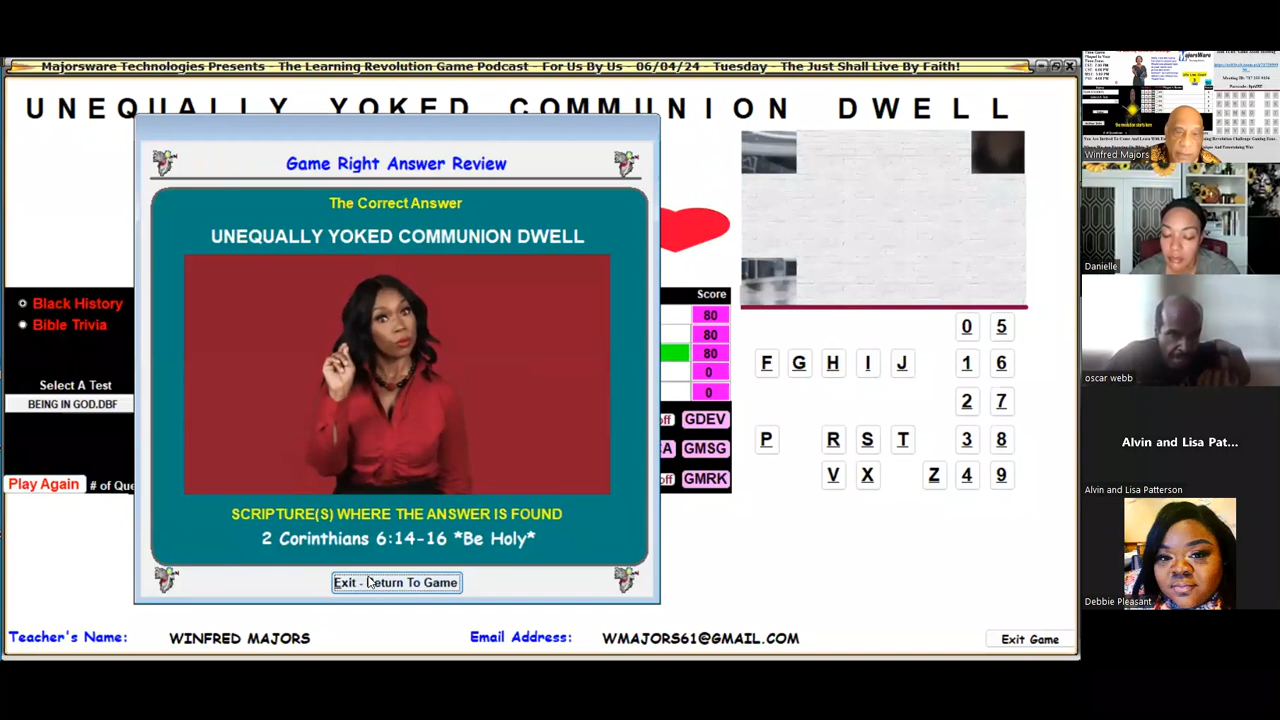 Majorsware Technologies Presents - The Learning Revolution Game Podcast - For Us By Us - 06/04/24 - Tuesday - The Just Shall Live By Faith!
UNEQUALLY YOKED COMMUNION DWELL
Game Right Answer Review
The Correct Answer
UNEQUALLY YOKED COMMUNION DWELL
SCRIPTURE(S) WHERE THE ANSWER IS FOUND
2 Corinthians 6:14-16 *Be Holy*
Exit - Return To Game
Black History
Bible Trivia
Select A Test
BEING IN GOD.DBF
Play Again # of Que
Score
80
80
80
0
0
off GDEV
A GMSG
off GMRK
0 5
F G H I J 1 6
2 7
P R S T 3 8
V X Z 4 9
Teacher's Name: WINFRED MAJORS Email Address: WMAJORS61@GMAIL.COM
Exit Game
Winfred Majors
Danielle
oscar webb
Alvin and Lisa Pat...
Alvin and Lisa Patterson
Debbie Pleasant